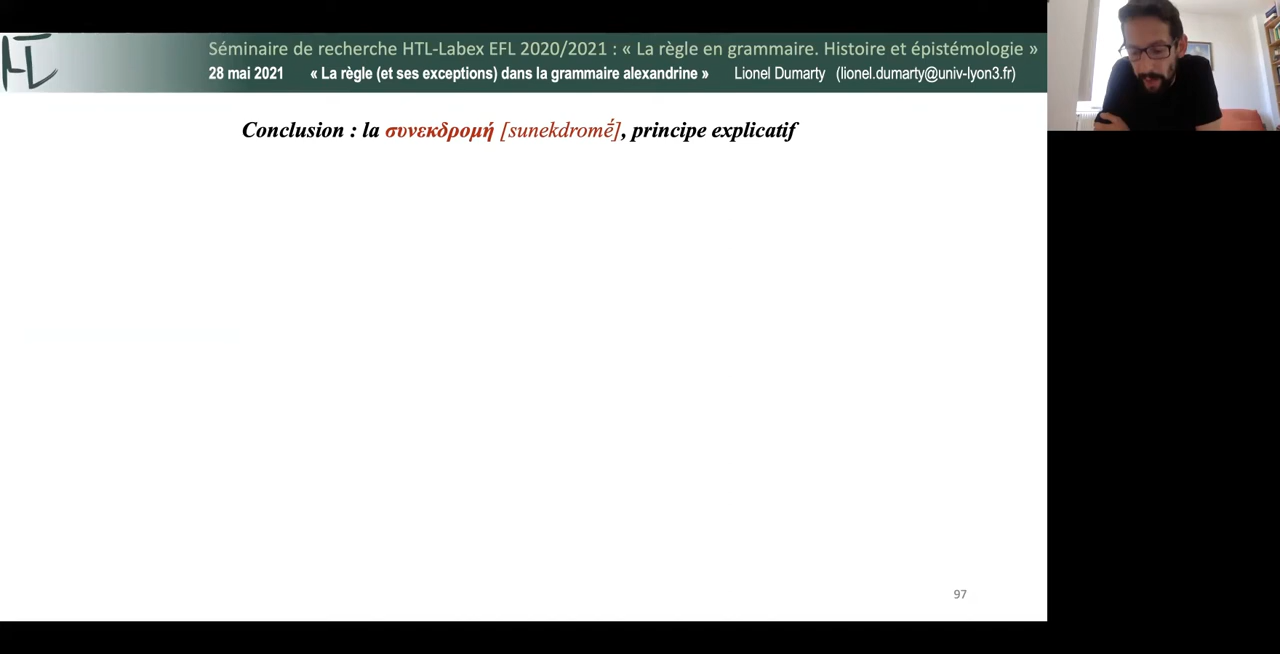 HTL
Séminaire de recherche HTL-Labex EFL 2020/2021 : « La règle en grammaire. Histoire et épistémologie »
28 mai 2021 « La règle (et ses exceptions) dans la grammaire alexandrine » Lionel Dumarty (lionel.dumarty@univ-lyon3.fr)
Conclusion : la συνεκδρομή [sunekdromḗ], principe explicatif
97